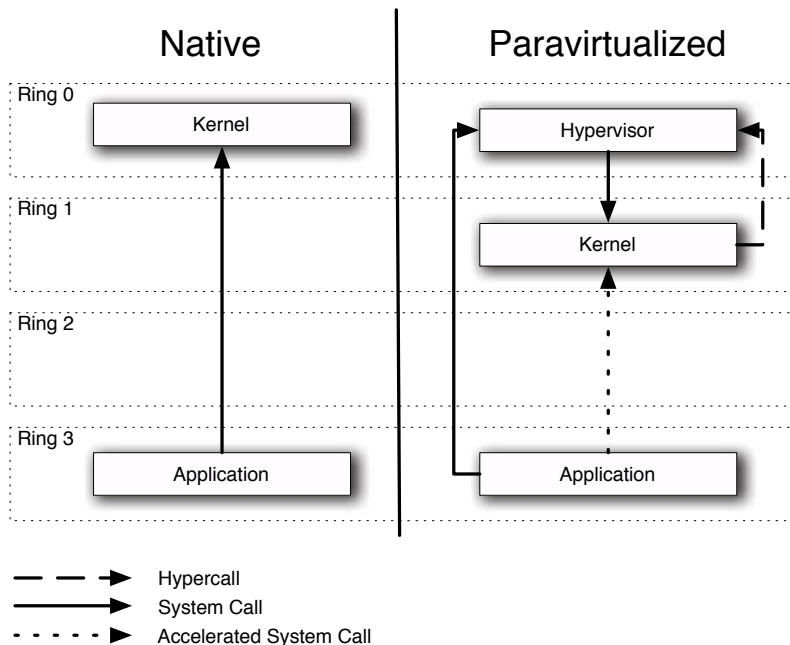 Native
Paravirtualized
Ring 0
Kernel
Hypervisor
Ring 1
Kernel
Ring 2
Ring 3
Application
Application
Hypercall
System Call
Accelerated System Call